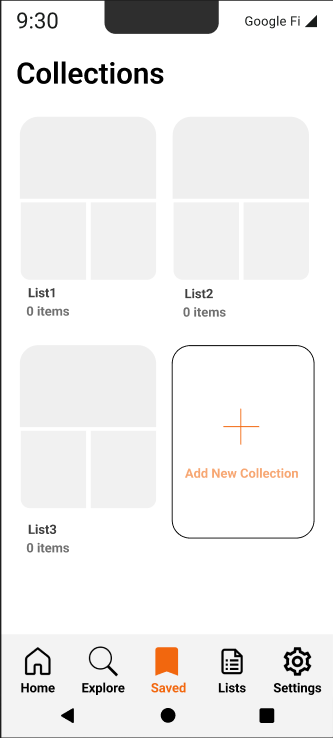 9:30 Google Fi
Collections
List1 List2
0 items 0 items
Add New Collection
List3
0 items
Home Explore Saved Lists Settings